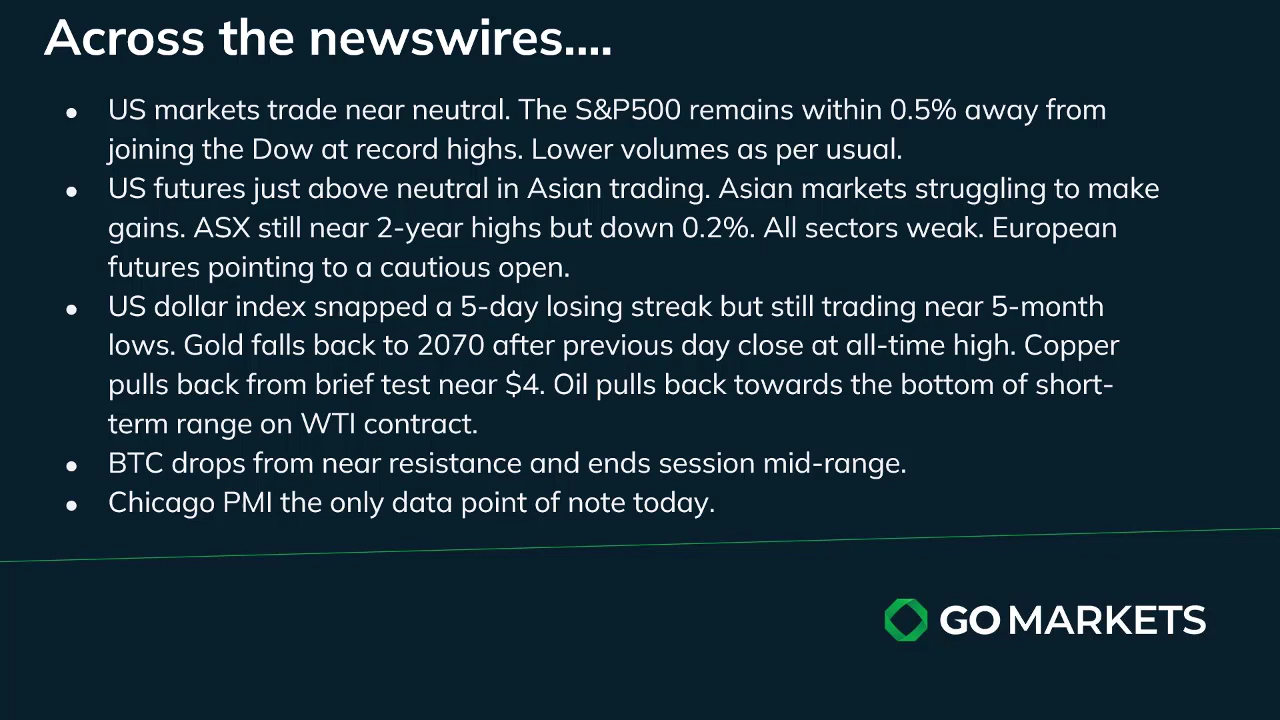 Across the newswires....
● US markets trade near neutral. The S&P500 remains within 0.5% away from
joining the Dow at record highs. Lower volumes as per usual.
● US futures just above neutral in Asian trading. Asian markets struggling to make
gains. ASX still near 2-year highs but down 0.2%. All sectors weak. European
futures pointing to a cautious open.
● US dollar index snapped a 5-day losing streak but still trading near 5-month
lows. Gold falls back to 2070 after previous day close at all-time high. Copper
pulls back from brief test near $4. Oil pulls back towards the bottom of short-
term range on WTI contract.
● BTC drops from near resistance and ends session mid-range.
● Chicago PMI the only data point of note today.
GO MARKETS